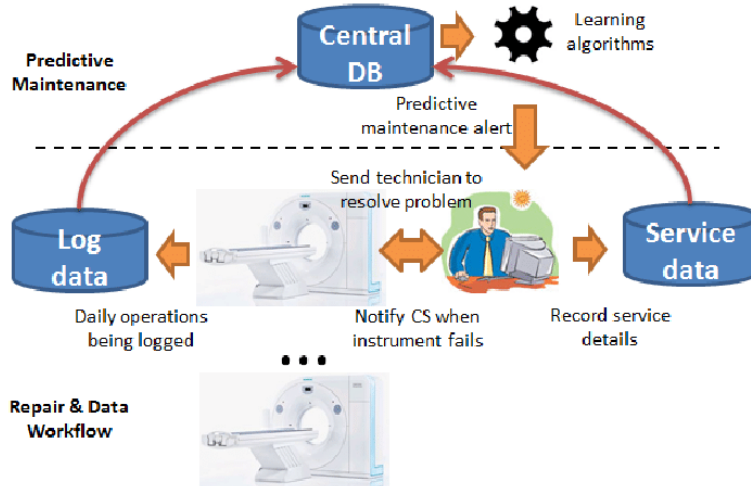 Central
DB
Learning
algorithms
Predictive
Maintenance
Predictive
maintenance alert
Send technician to
resolve problem
Log
data
Service
data
Daily operations
being logged
Notify CS when
instrument fails
Record service
details
Repair & Data
Workflow